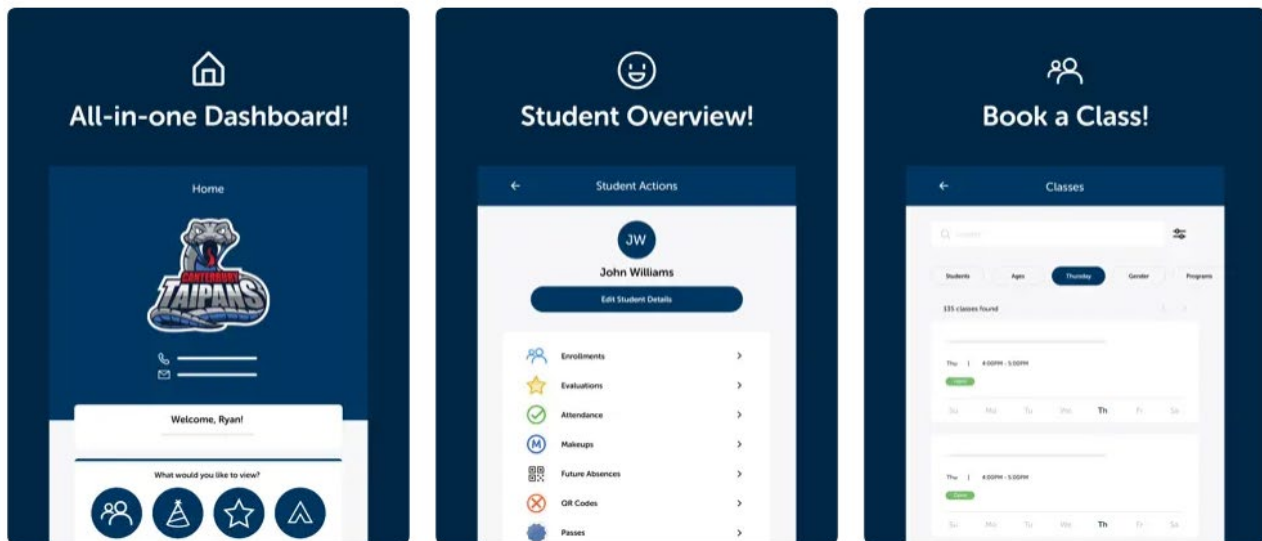 All-in-one Dashboard!
Home
CANTERBURY
TAIPANS
Welcome, Ryan!
What would you like to view?
Student Overview!
Student Actions
JW
John Williams
Edit Student Details
Enrollments
Evaluations
Attendance
M Makeups
Future Absences
QR Codes
Passes
Book a Class!
Classes
Students Ages Thursday Gender Programs
335 classes found
Thu | 4:00PM - 5:00PM
Open
Su Mo Tu We Th Fr Sa
Thu | 4:00PM - 5:00PM
Open
Su Mo Tu We Th Fr Sa